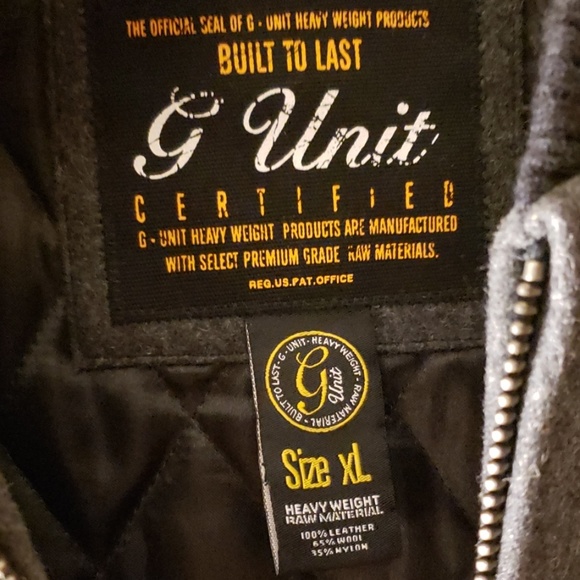 THE OFFICIAL SEAL OF G - UNIT HEAVY WEIGHT PRODUCTS
BUILT TO LAST
G Unit
CERTIFIED
G - UNIT HEAVY WEIGHT PRODUCTS ARE MANUFACTURED
WITH SELECT PREMIUM GRADE RAW MATERIALS.
REG.US.PAT.OFFICE
BUILT TO LAST - G - UNIT - HEAVY WEIGHT - RAW MATERIAL -
G Unit
Size XL
HEAVY WEIGHT
RAW MATERIAL
100% LEATHER
65% WOOL
35% NYLON